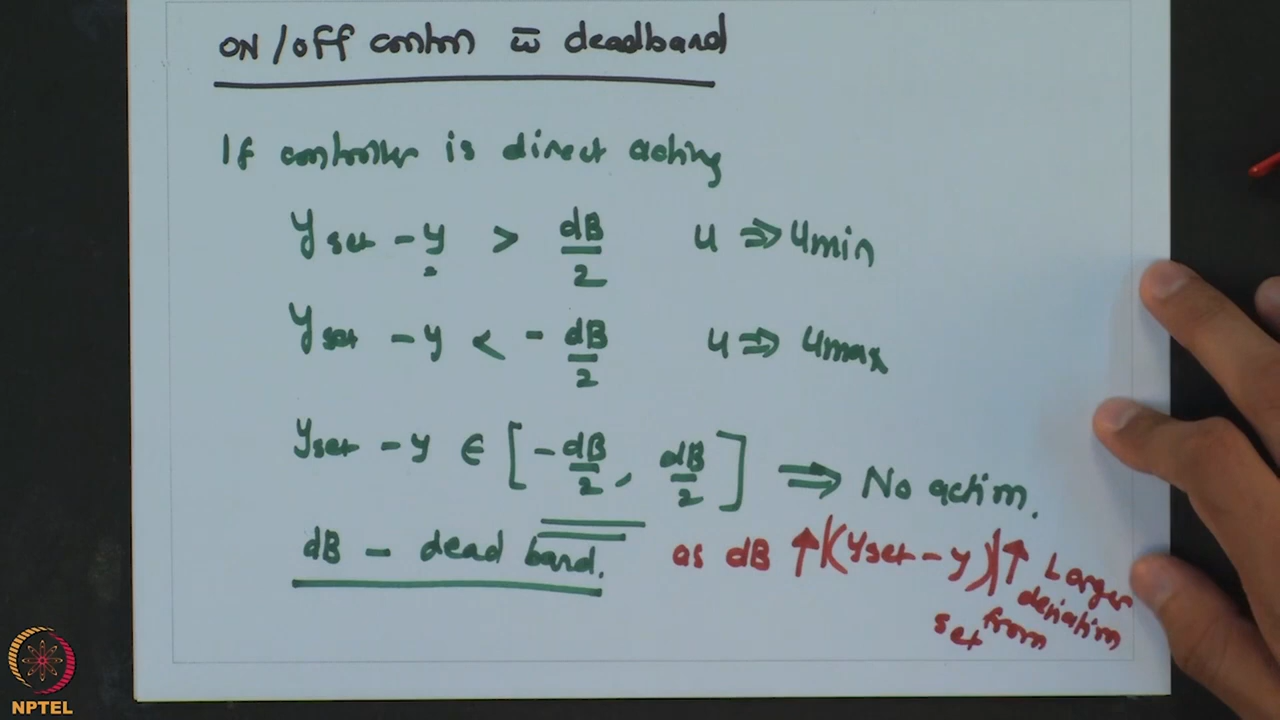 ON/OFF control w̄ deadband
If controller is direct acting
Yset - y > dB/2 u ⇒ umin
Yset - y < - dB/2 u ⇒ umax
Yset - y ∈ [-dB/2, dB/2] ⇒ No action.
dB - dead band. as dB ↑ |(Yset - y)| ↑ Larger deviation from set
NPTEL